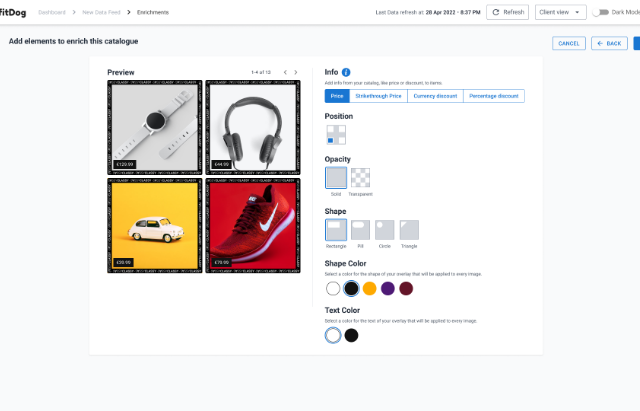 fitDog
Dashboard > New Data Feed > Enrichments
Last Data refresh at: 28 Apr 2022 - 8:37 PM
Refresh
Client view
Dark Mode
Add elements to enrich this catalogue
CANCEL
← BACK
Preview
1-4 of 13
€129.99
€44.99
€39.99
€79.99
Info
Add info from your catalog, like price or discount, to items.
Price
Strikethrough Price
Currency discount
Percentage discount
Position
Opacity
Solid
Transparent
Shape
Rectangle
Pill
Circle
Triangle
Shape Color
Select a color for the shape of your overlay that will be applied to every image.
Text Color
Select a color for the text of your overlay that will be applied to every image.